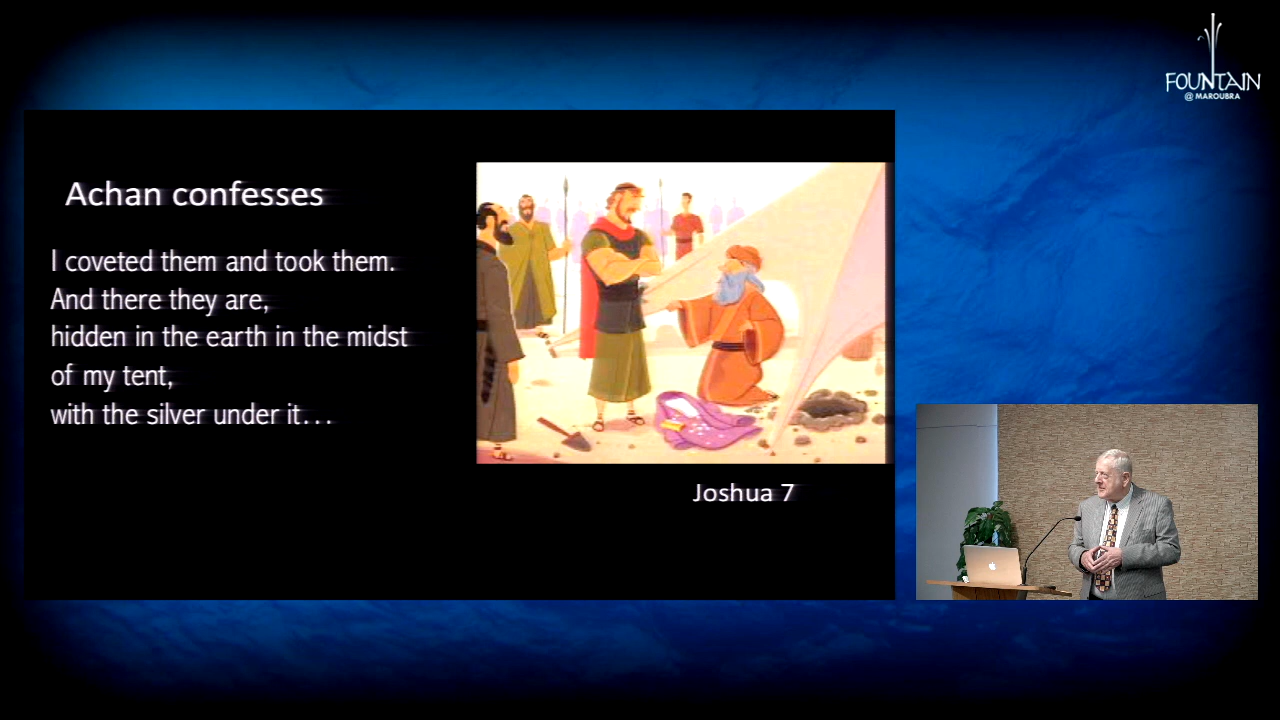 FOUNTAIN
@ MAROUBRA
Achan confesses
I coveted them and took them.
And there they are,
hidden in the earth in the midst
of my tent,
with the silver under it...
Joshua 7